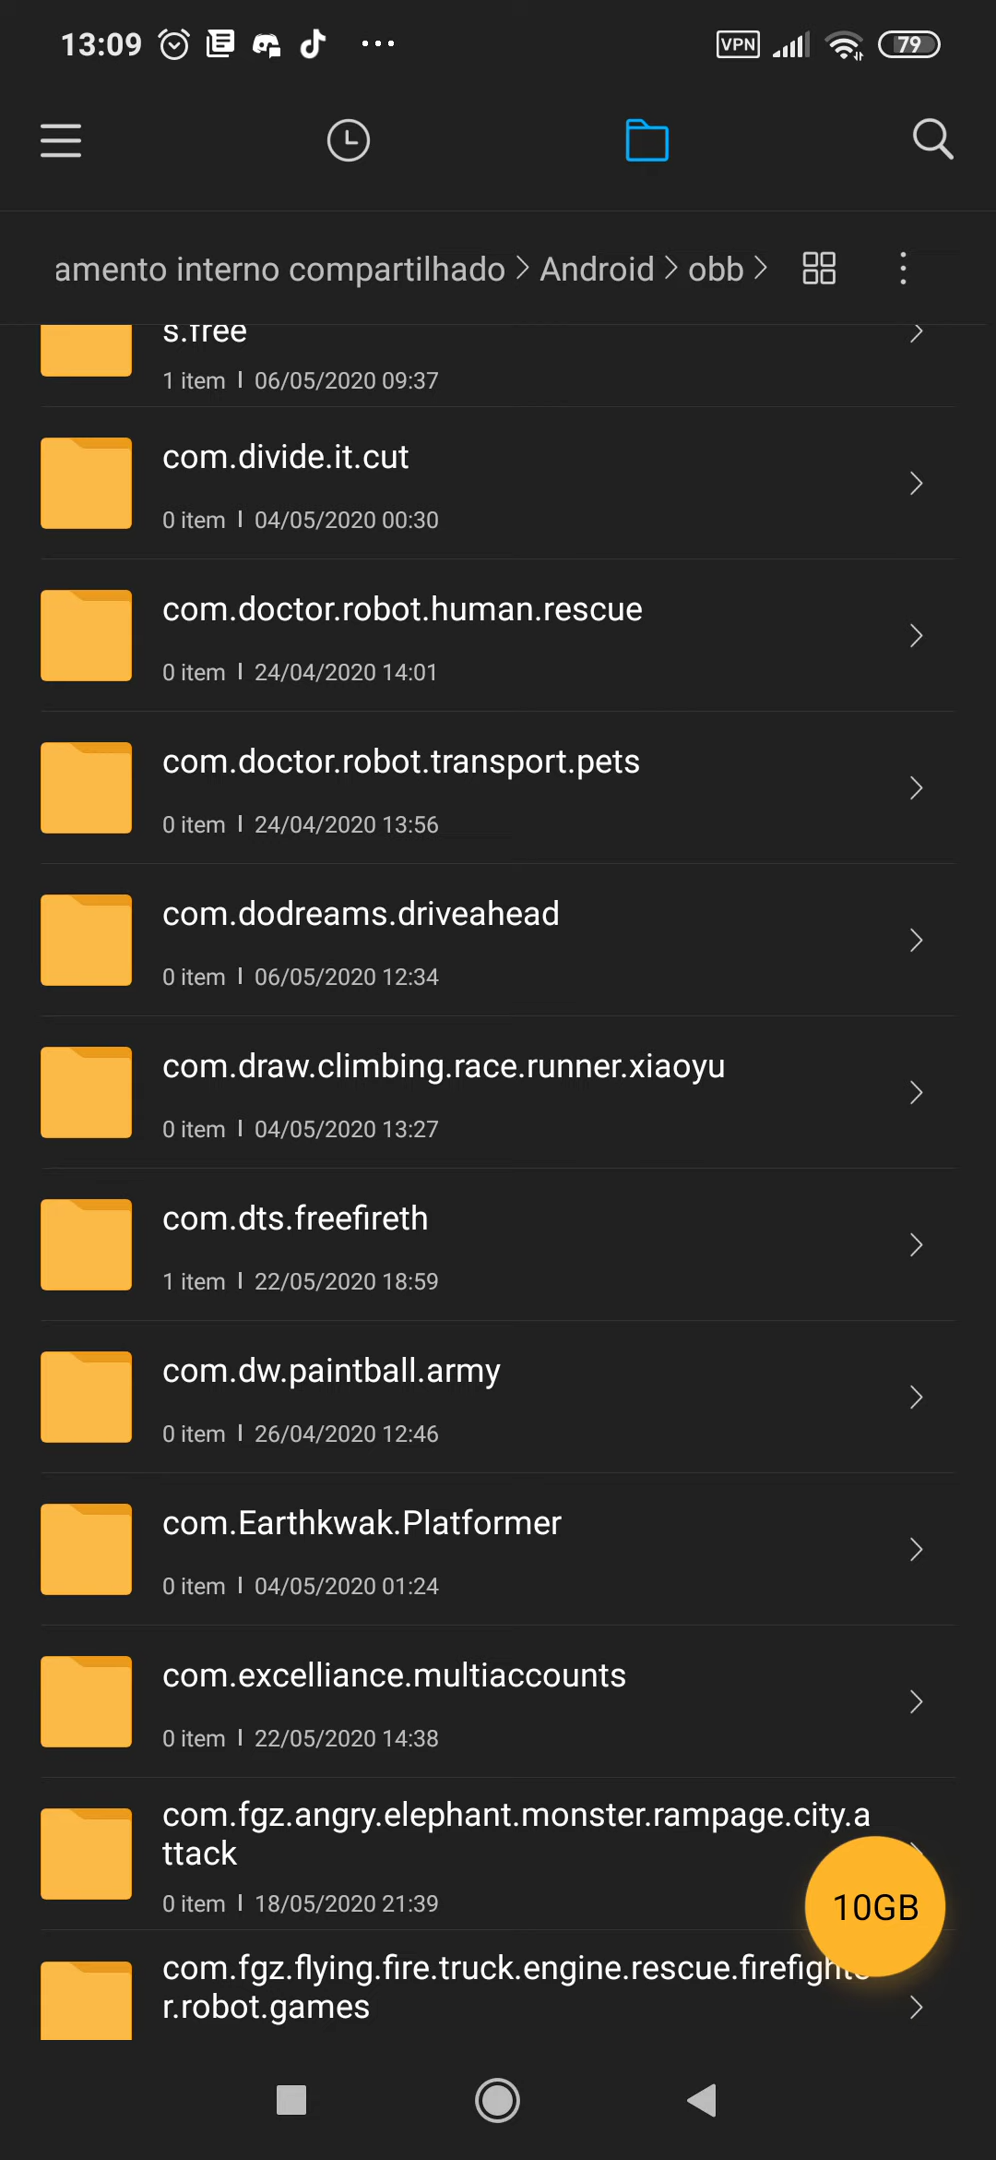 13:09 VPN 79
amento interno compartilhado > Android > obb >
s.free
1 item | 06/05/2020 09:37
com.divide.it.cut
0 item | 04/05/2020 00:30
com.doctor.robot.human.rescue
0 item | 24/04/2020 14:01
com.doctor.robot.transport.pets
0 item | 24/04/2020 13:56
com.dodreams.driveahead
0 item | 06/05/2020 12:34
com.draw.climbing.race.runner.xiaoyu
0 item | 04/05/2020 13:27
com.dts.freefireth
1 item | 22/05/2020 18:59
com.dw.paintball.army
0 item | 26/04/2020 12:46
com.Earthkwak.Platformer
0 item | 04/05/2020 01:24
com.excelliance.multiaccounts
0 item | 22/05/2020 14:38
com.fgz.angry.elephant.monster.rampage.city.a
ttack
0 item | 18/05/2020 21:39
10GB
com.fgz.flying.fire.truck.engine.rescue.firefighte
r.robot.games